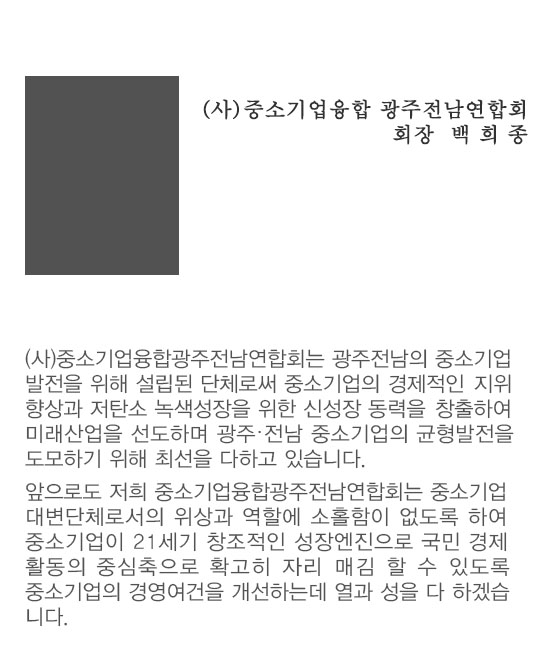 (사)중소기업융합 광주전남연합회
회장 백 희 종
(사)중소기업융합광주전남연합회는 광주전남의 중소기업
발전을 위해 설립된 단체로써 중소기업의 경제적인 지위
향상과 저탄소 녹색성장을 위한 신성장 동력을 창출하여
미래산업을 선도하며 광주·전남 중소기업의 균형발전을
도모하기 위해 최선을 다하고 있습니다.
앞으로도 저희 중소기업융합광주전남연합회는 중소기업
대변단체로서의 위상과 역할에 소홀함이 없도록 하여
중소기업이 21세기 창조적인 성장엔진으로 국민 경제
활동의 중심축으로 확고히 자리 매김 할 수 있도록
중소기업의 경영여건을 개선하는데 열과 성을 다 하겠습
니다.